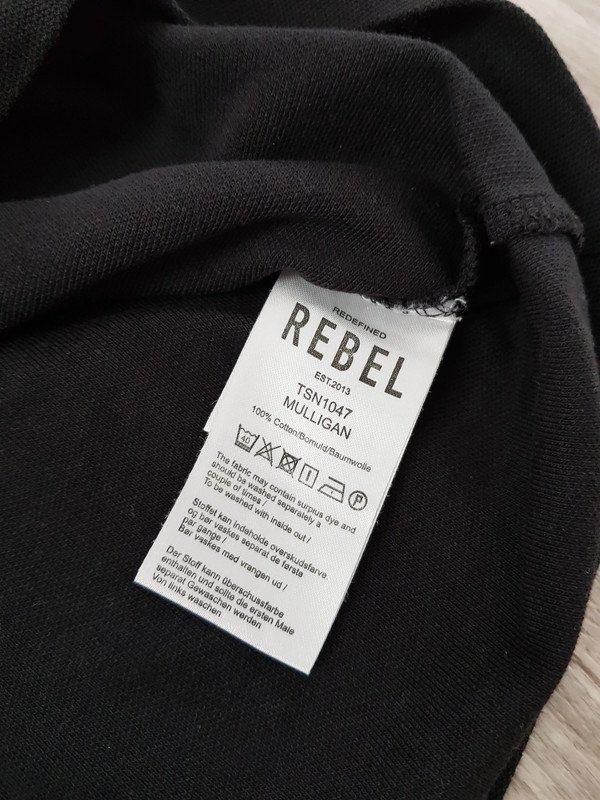 REDEFINED
REBEL
EST.2013
TSN1047
MULLIGAN
100% Cotton/Bomuld/Baumwolle
40
P
The fabric may contain surplus dye and
should be washed separately a
couple of times /
To be washed with inside out /
Stoffet kan indeholde overskudsfarve
og bør vaskes separat de første
par gange /
Bør vaskes med vrangen ud /
Der Stoff kann überschussfarbe
enthalten und sollte die ersten Male
separat Gewaschen werden
Von links waschen